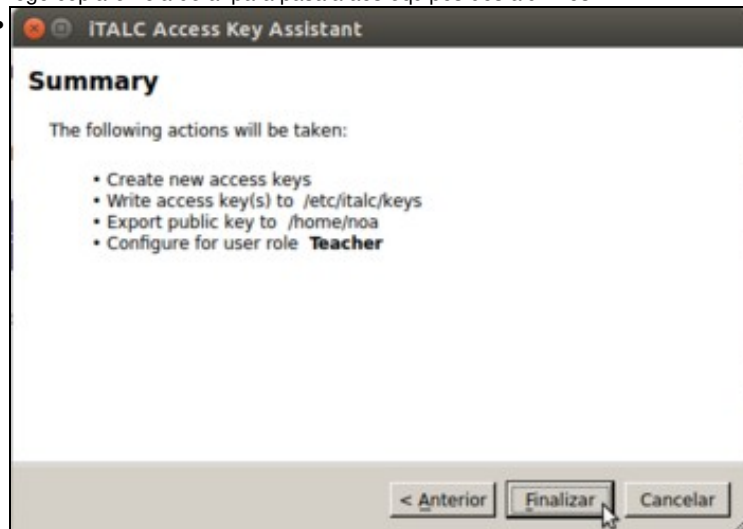 iTALC Access Key Assistant
Summary
The following actions will be taken:
• Create new access keys
• Write access key(s) to /etc/italc/keys
• Export public key to /home/noa
• Configure for user role Teacher
< Anterior Finalizar Cancelar